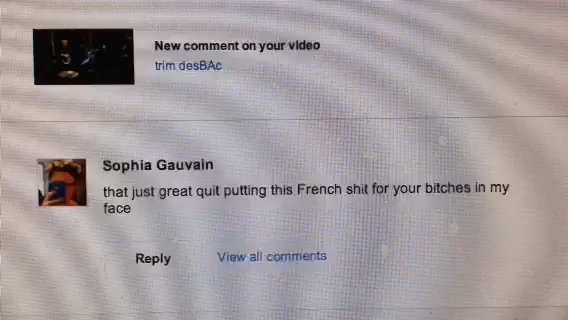 New comment on your video
trim desBAc
Sophia Gauvain
that just great quit putting this French shit for your bitches in my
face
Reply
View all comments